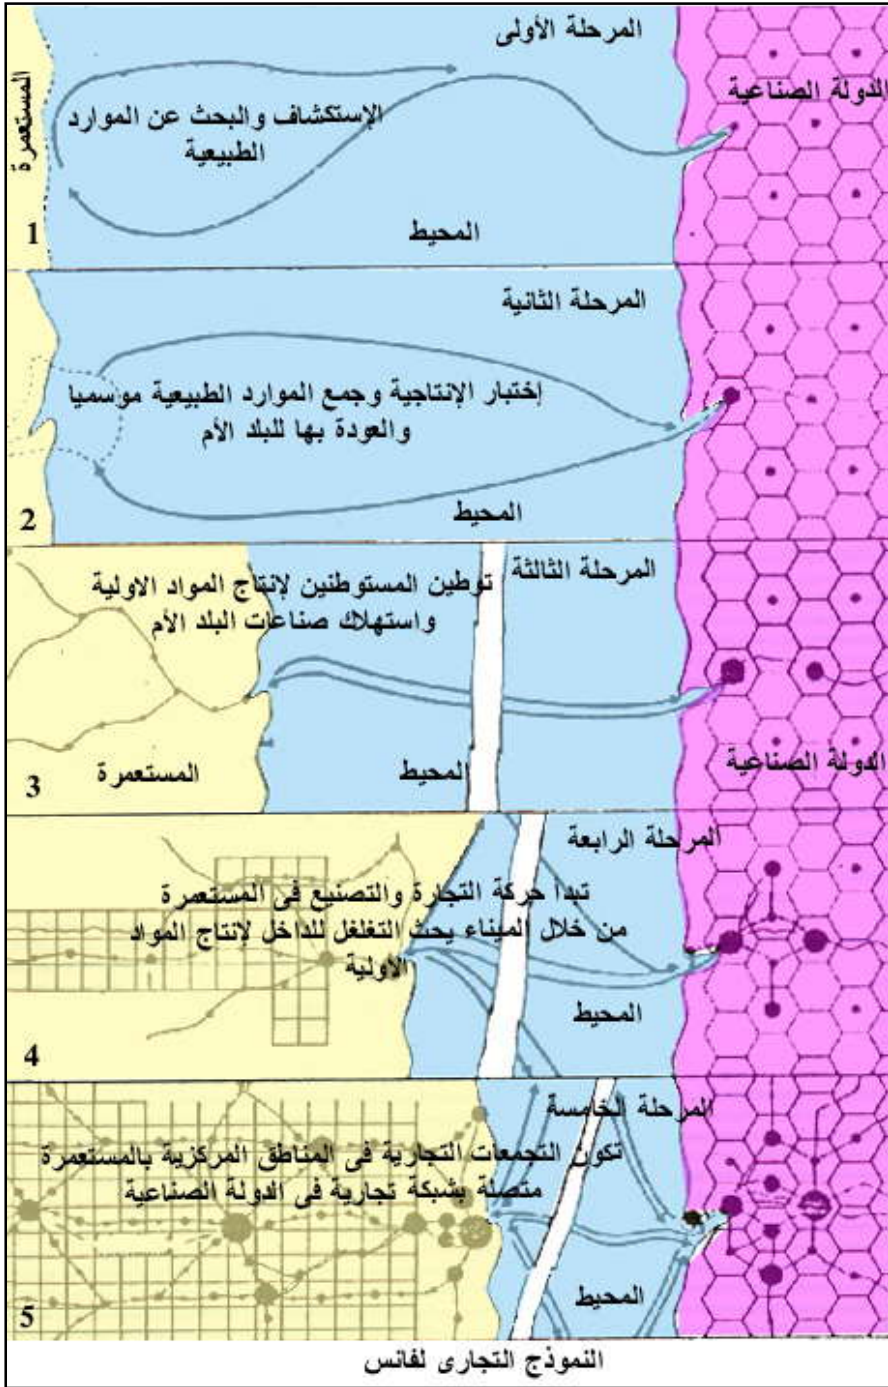 المرحلة الأولى
الدولة الصناعية
المستعمرة
الإستكشاف والبحث عن الموارد
الطبيعية
المحيط
1
المرحلة الثانية
إختبار الإنتاجية وجمع الموارد الطبيعية موسميا
والعودة بها للبلد الأم
المحيط
2
المرحلة الثالثة
توطين المستوطنين لإنتاج المواد الاولية
واستهلاك صناعات البلد الأم
الدولة الصناعية
المحيط
المستعمرة
3
المرحلة الرابعة
تبدأ حركة التجارة والتصنيع فى المستعمرة
من خلال الميناء يحث التغلغل للداخل لإنتاج المواد
الأولية
المحيط
4
المرحلة الخامسة
تكون التجمعات التجارية فى المناطق المركزية بالمستعمرة
متصلة بشبكة تجارية فى الدولة الصناعية
المحيط
5
النموذج التجارى لفانس